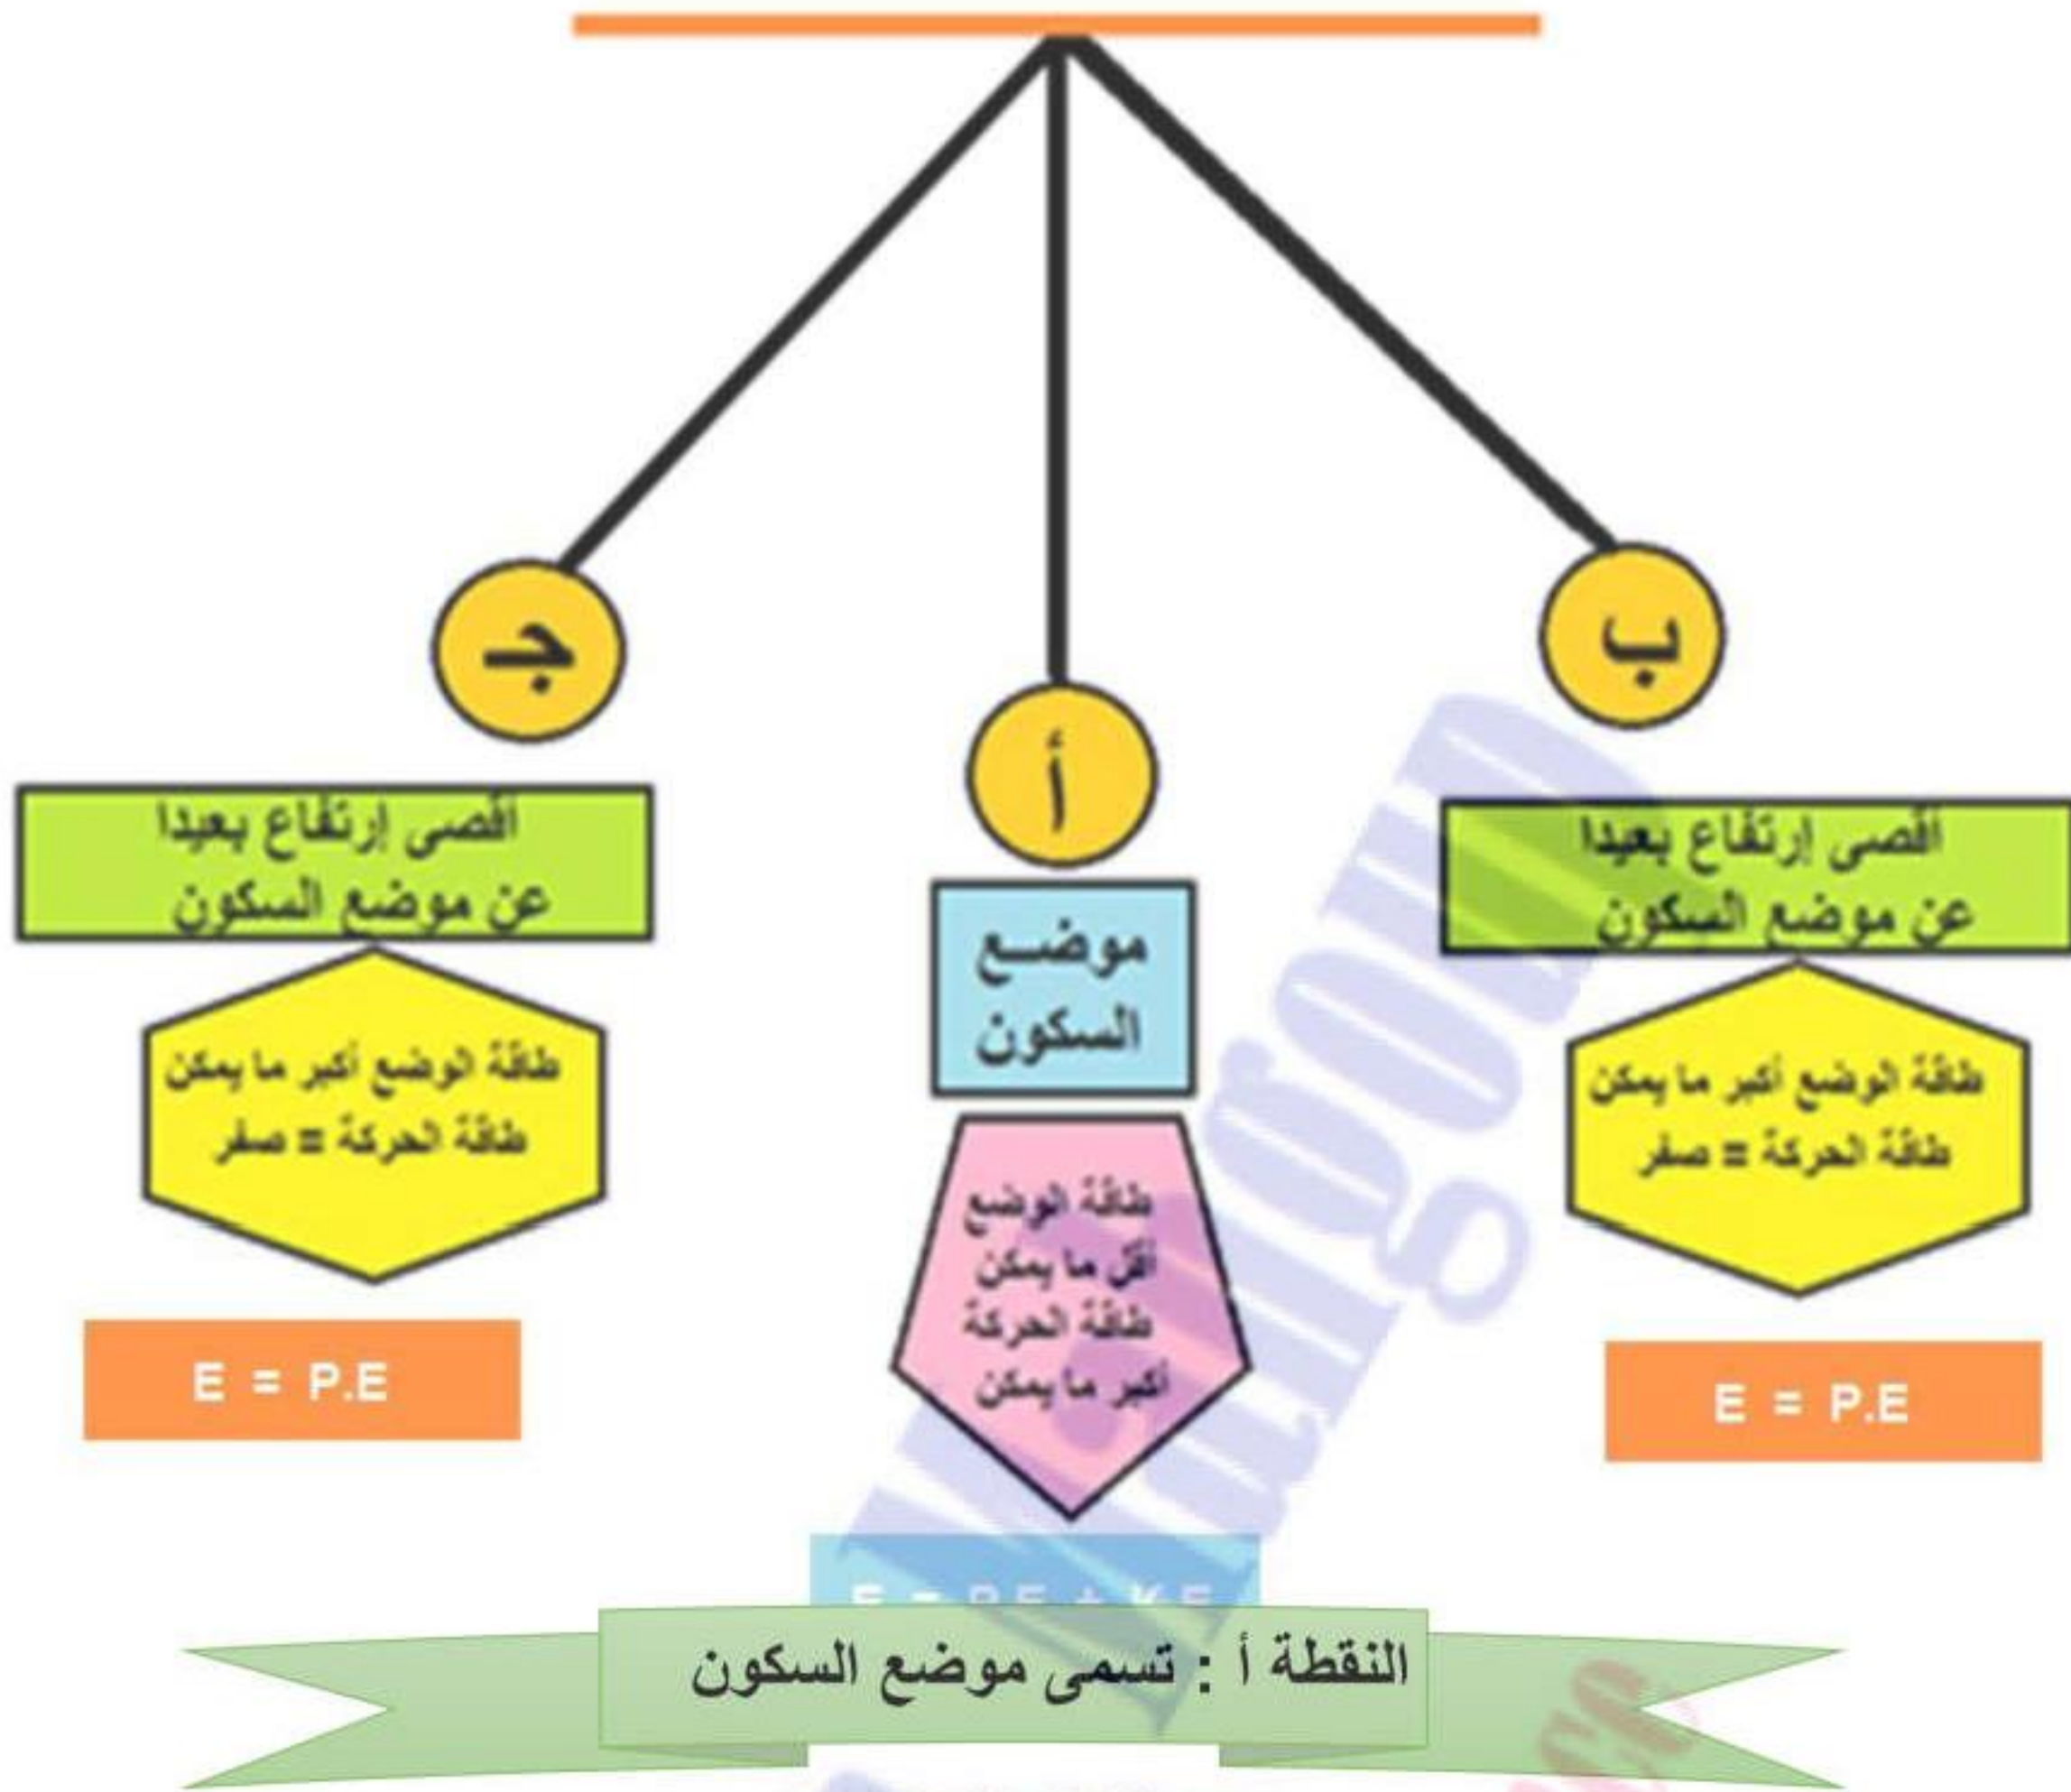 ب
أ
جـ
أقصى إرتفاع بعيدا
عن موضع السكون
طاقة الوضع أكبر ما يمكن
طاقة الحركة = صفر
E = P.E
موضع
السكون
طاقة الوضع
أقل ما يمكن
طاقة الحركة
أكبر ما يمكن
E = P.E + K.E
أقصى إرتفاع بعيدا
عن موضع السكون
طاقة الوضع أكبر ما يمكن
طاقة الحركة = صفر
E = P.E
النقطة أ : تسمى موضع السكون